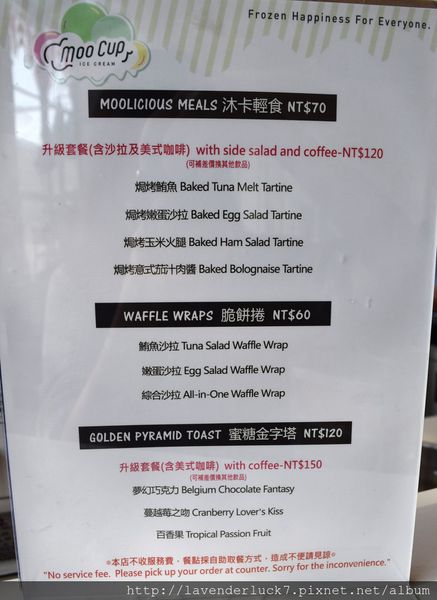 Frozen Happiness For Everyone.
MOO CUP
ICE CREAM
MOOLICIOUS MEALS 沐卡輕食 NT$70
升級套餐(含沙拉及美式咖啡) with side salad and coffee-NT$120
(可補差價換其他飲品)
焗烤鮪魚 Baked Tuna Melt Tartine
焗烤嫩蛋沙拉 Baked Egg Salad Tartine
焗烤玉米火腿 Baked Ham Salad Tartine
焗烤意式茄汁肉醬 Baked Bolognaise Tartine
WAFFLE WRAPS 脆餅捲 NT$60
鮪魚沙拉 Tuna Salad Waffle Wrap
嫩蛋沙拉 Egg Salad Waffle Wrap
綜合沙拉 All-in-One Waffle Wrap
GOLDEN PYRAMID TOAST 蜜糖金字塔 NT$120
升級套餐(含美式咖啡) with coffee-NT$150
(可補差價換其他飲品)
夢幻巧克力 Belgium Chocolate Fantasy
蔓越莓之吻 Cranberry Lover's Kiss
百香果 Tropical Passion Fruit
*本店不收服務費，餐點採自助取餐方式，造成不便請見諒*
"No service fee. Please pick up your order at counter. Sorry for the inconvenience."
http://lavenderluck7.pixnet.net/album